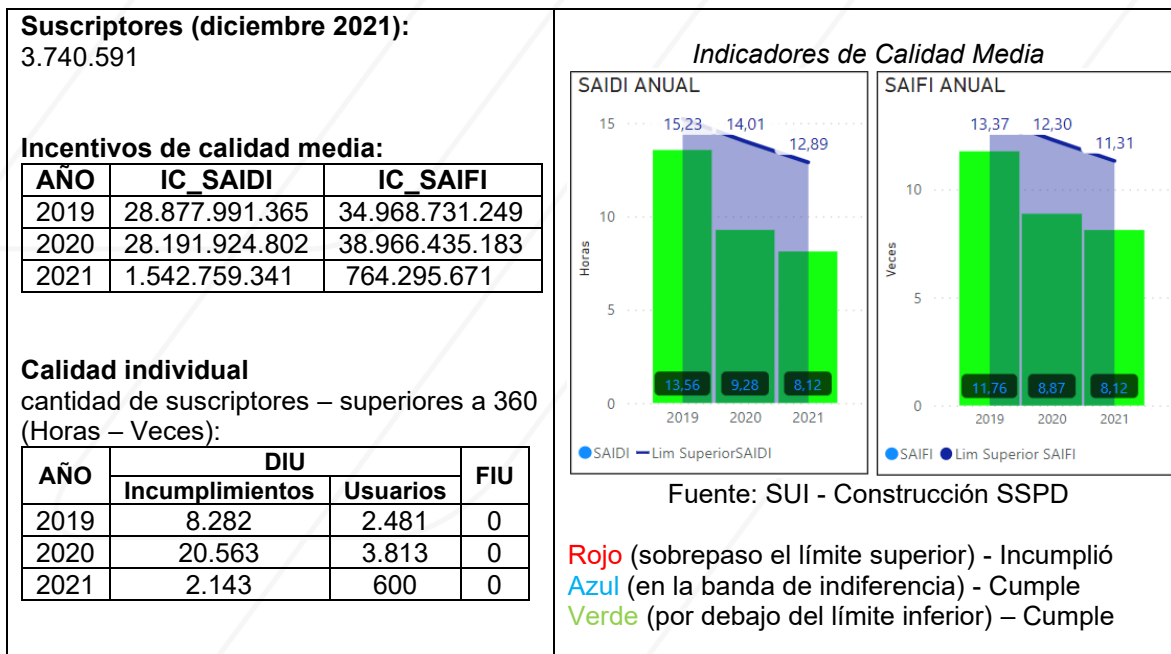 Suscriptores (diciembre 2021):
3.740.591
Incentivos de calidad media:
AÑO IC_SAIDI IC_SAIFI
2019 28.877.991.365 34.968.731.249
2020 28.191.924.802 38.966.435.183
2021 1.542.759.341 764.295.671
Calidad individual
cantidad de suscriptores – superiores a 360
(Horas – Veces):
AÑO DIU FIU
Incumplimientos Usuarios
2019 8.282 2.481 0
2020 20.563 3.813 0
2021 2.143 600 0
Indicadores de Calidad Media
SAIDI ANUAL
15
10
5
0
Horas
15,23 14,01 12,89
13,56 9,28 8,12
2019 2020 2021
SAIDI Lim SuperiorSAIDI
SAIFI ANUAL
10
5
0
Veces
13,37 12,30 11,31
11,76 8,87 8,12
2019 2020 2021
SAIFI Lim Superior SAIFI
Fuente: SUI - Construcción SSPD
Rojo (sobrepaso el límite superior) - Incumplió
Azul (en la banda de indiferencia) - Cumple
Verde (por debajo del límite inferior) – Cumple